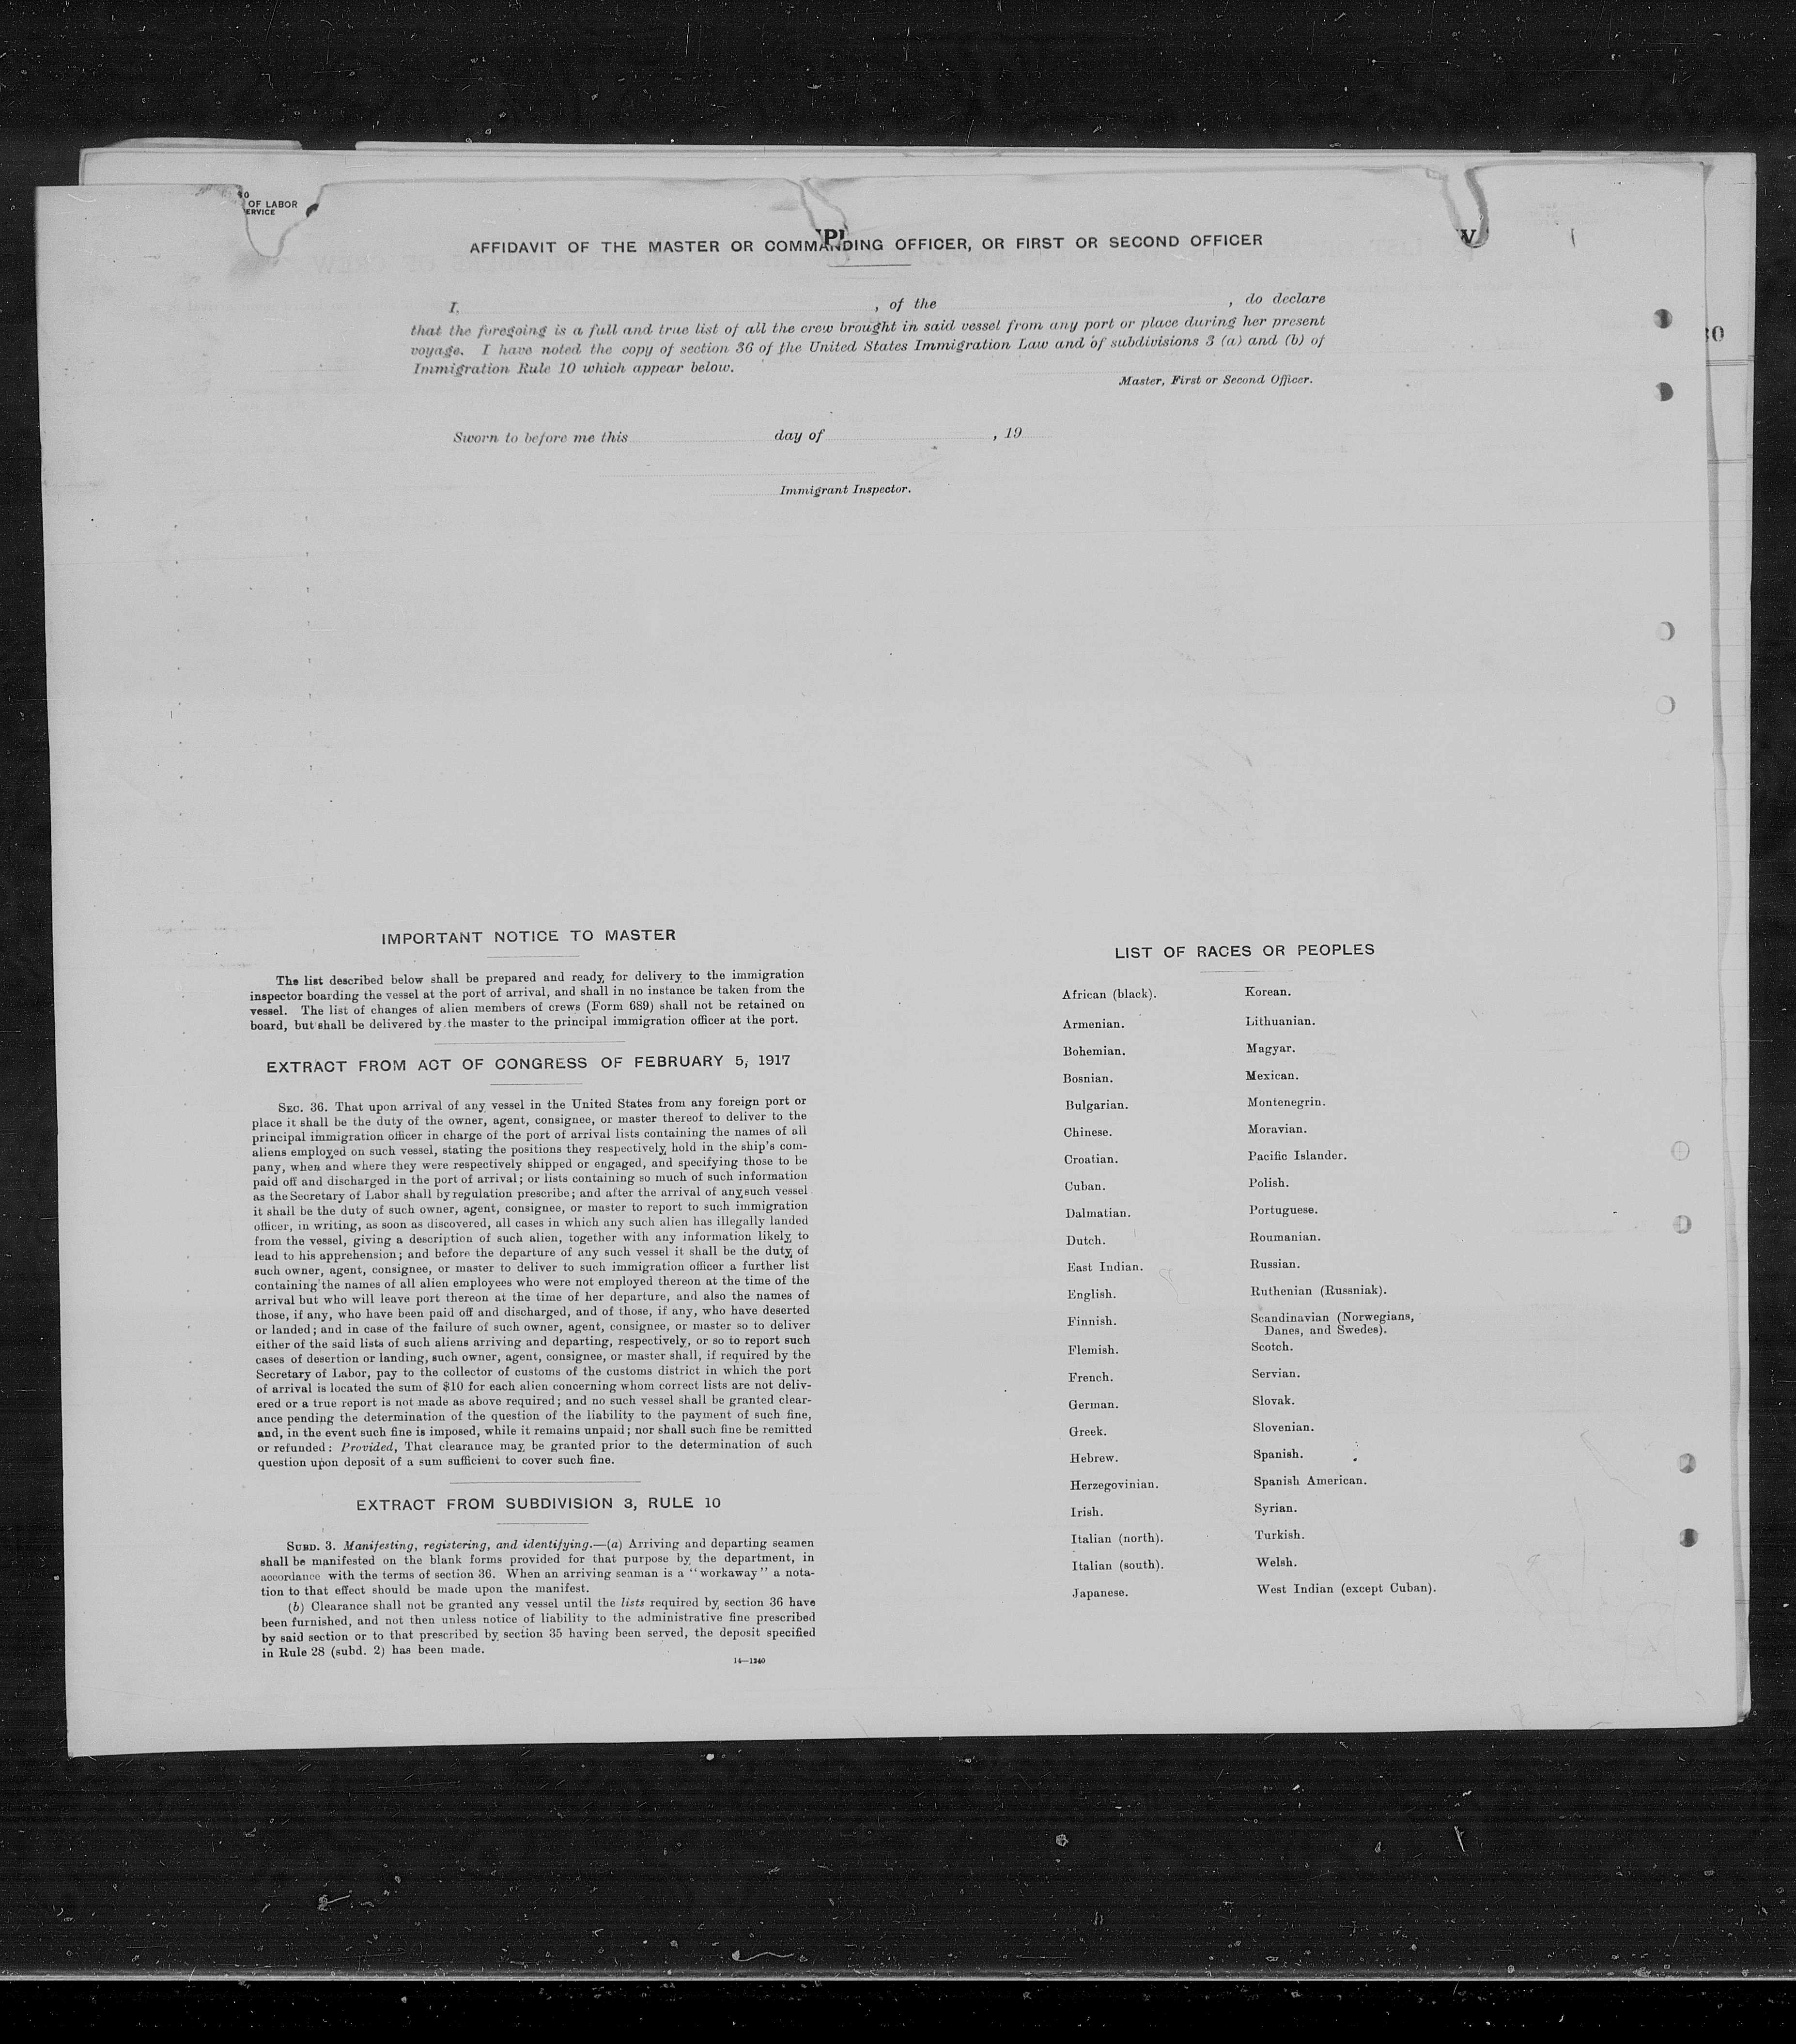 OF LABOR
AFFIDAVIT OF THE MASTER OR COMMANDING OFFICER, OR FIRST OR SECOND OFFICER
I, , of the , do declare
that the foregoing is a full and true list of all the crew brought in said vessel from any port or place during her present
voyage. I have noted the copy of section 36 of the United States Immigration Law and of subdivisions 3 (a) and (b) of
Immigration Rule 10 which appear below.
Master, First or Second Officer.
Sworn to before me this day of , 19
Immigrant Inspector.
IMPORTANT NOTICE TO MASTER
The list described below shall be prepared and ready for delivery to the immigration
inspector boarding the vessel at the port of arrival, and shall in no instance be taken from the
vessel. The list of changes of alien members of crews (Form 689) shall not be retained on
board, but shall be delivered by the master to the principal immigration officer at the port.
EXTRACT FROM ACT OF CONGRESS OF FEBRUARY 5, 1917
SEC. 36. That upon arrival of any vessel in the United States from any foreign port or
place it shall be the duty of the owner, agent, consignee, or master thereof to deliver to the
principal immigration officer in charge of the port of arrival lists containing the names of all
aliens employed on such vessel, stating the positions they respectively hold in the ship's com-
pany, when and where they were respectively shipped or engaged, and specifying those to be
paid off and discharged in the port of arrival; or lists containing so much of such information
as the Secretary of Labor shall by regulation prescribe; and after the arrival of any such vessel
it shall be the duty of such owner, agent, consignee, or master to report to such immigration
officer, in writing, as soon as discovered, all cases in which any such alien has illegally landed
from the vessel, giving a description of such alien, together with any information likely to
lead to his apprehension; and before the departure of any such vessel it shall be the duty of
such owner, agent, consignee, or master to deliver to such immigration officer a further list
containing the names of all alien employees who were not employed thereon at the time of the
arrival but who will leave port thereon at the time of her departure, and also the names of
those, if any, who have been paid off and discharged, and of those, if any, who have deserted
or landed; and in case of the failure of such owner, agent, consignee, or master so to deliver
either of the said lists of such aliens arriving and departing, respectively, or so to report such
cases of desertion or landing, such owner, agent, consignee, or master shall, if required by the
Secretary of Labor, pay to the collector of customs of the customs district in which the port
of arrival is located the sum of $10 for each alien concerning whom correct lists are not deliv-
ered or a true report is not made as above required; and no such vessel shall be granted clear-
ance pending the determination of the question of the liability to the payment of such fine,
and, in the event such fine is imposed, while it remains unpaid; nor shall such fine be remitted
or refunded: Provided, That clearance may be granted prior to the determination of such
question upon deposit of a sum sufficient to cover such fine.
EXTRACT FROM SUBDIVISION 3, RULE 10
SUBD. 3. Manifesting, registering, and identifying.—(a) Arriving and departing seamen
shall be manifested on the blank forms provided for that purpose by the department, in
accordance with the terms of section 36. When an arriving seaman is a "workaway" a nota-
tion to that effect should be made upon the manifest.
(b) Clearance shall not be granted any vessel until the lists required by section 36 have
been furnished, and not then unless notice of liability to the administrative fine prescribed
by said section or to that prescribed by section 35 having been served, the deposit specified
in Rule 28 (subd. 2) has been made.
14—1240
LIST OF RACES OR PEOPLES
African (black).
Armenian.
Bohemian.
Bosnian.
Bulgarian.
Chinese.
Croatian.
Cuban.
Dalmatian.
Dutch.
East Indian.
English.
Finnish.
Flemish.
French.
German.
Greek.
Hebrew.
Herzegovinian.
Irish.
Italian (north).
Italian (south).
Japanese.
Korean.
Lithuanian.
Magyar.
Mexican.
Montenegrin.
Moravian.
Pacific Islander.
Polish.
Portuguese.
Roumanian.
Russian.
Ruthenian (Russniak).
Scandinavian (Norwegians,
Danes, and Swedes).
Scotch.
Servian.
Slovak.
Slovenian.
Spanish.
Spanish American.
Syrian.
Turkish.
Welsh.
West Indian (except Cuban).